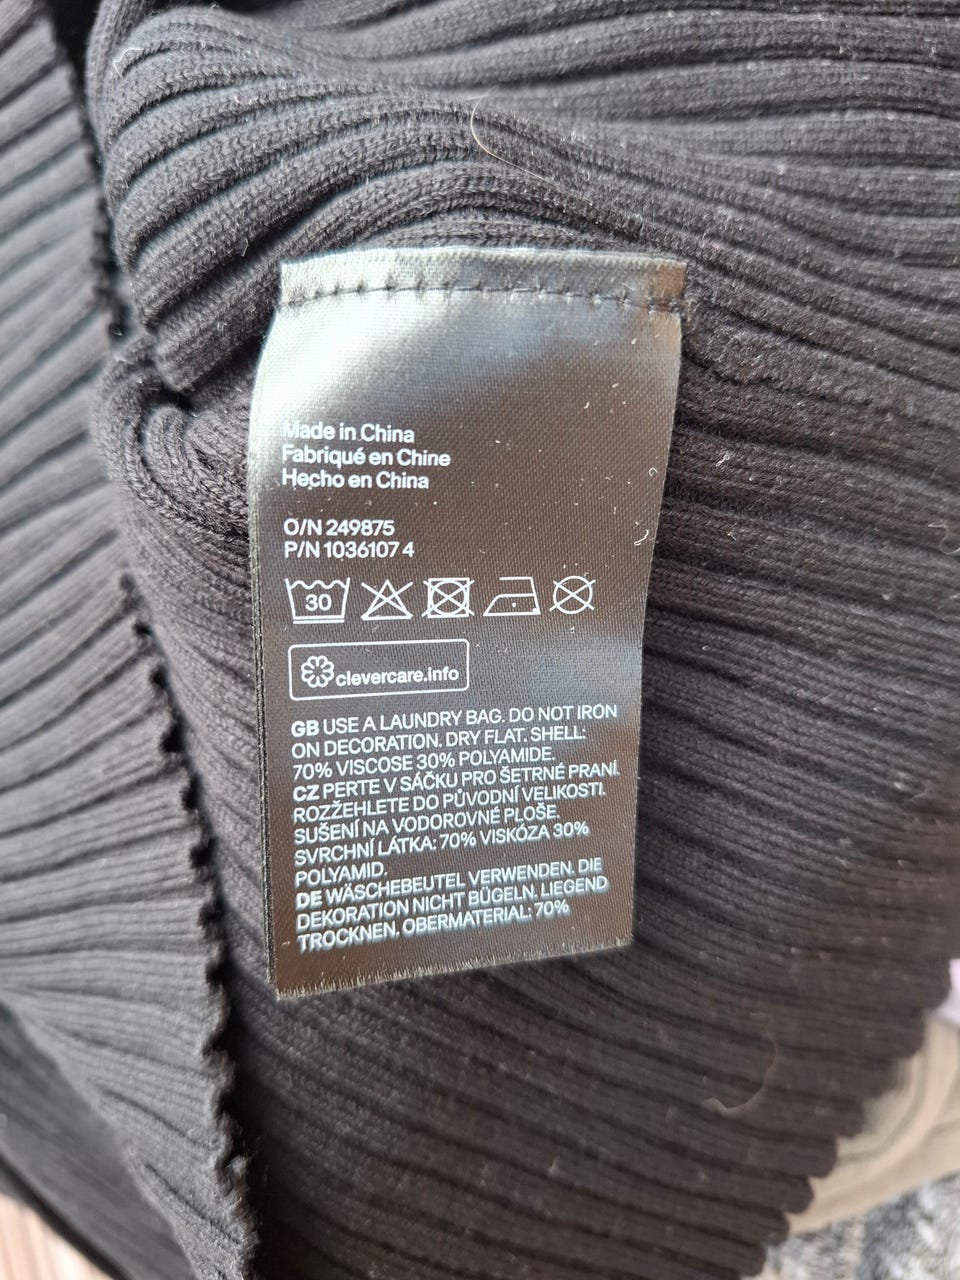 Made in China
Fabriqué en Chine
Hecho en China
O/N 249875
P/N 1036107 4
30
clevercare.info
GB USE A LAUNDRY BAG. DO NOT IRON
ON DECORATION. DRY FLAT. SHELL:
70% VISCOSE 30% POLYAMIDE.
CZ PERTE V SÁČKU PRO ŠETRNÉ PRANÍ.
ROZŽEHLETE DO PŮVODNÍ VELIKOSTI.
SUŠENÍ NA VODOROVNÉ PLOŠE.
SVRCHNÍ LÁTKA: 70% VISKÓZA 30%
POLYAMID.
DE WÄSCHEBEUTEL VERWENDEN. DIE
DEKORATION NICHT BÜGELN. LIEGEND
TROCKNEN. OBERMATERIAL: 70%